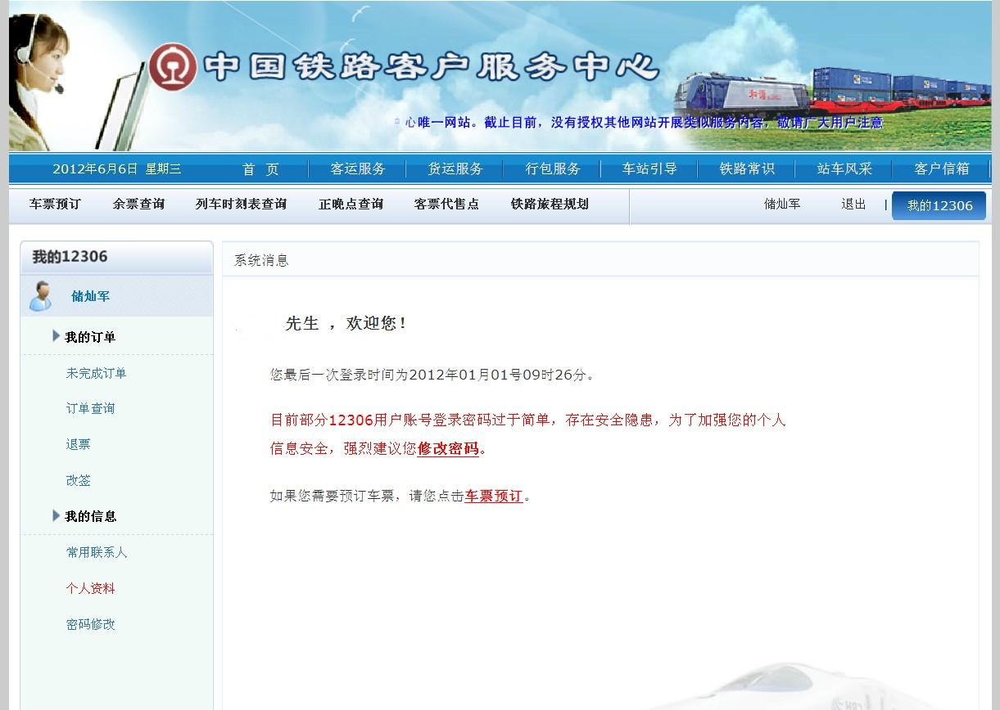 中国铁路客户服务中心
心唯一网站。截止目前，没有授权其他网站开展类似服务内容，敬请广大用户注意
2012年6月6日 星期三 首 页 客运服务 货运服务 行包服务 车站引导 铁路常识 站车风采 客户信箱
车票预订 余票查询 列车时刻表查询 正晚点查询 客票代售点 铁路旅程规划 储灿军 退出 | 我的12306
我的12306
储灿军
我的订单
未完成订单
订单查询
退票
改签
我的信息
常用联系人
个人资料
密码修改
系统消息
先生 ，欢迎您！
您最后一次登录时间为2012年01月01号09时26分。
目前部分12306用户账号登录密码过于简单，存在安全隐患，为了加强您的个人
信息安全，强烈建议您修改密码。
如果您需要预订车票，请您点击车票预订。